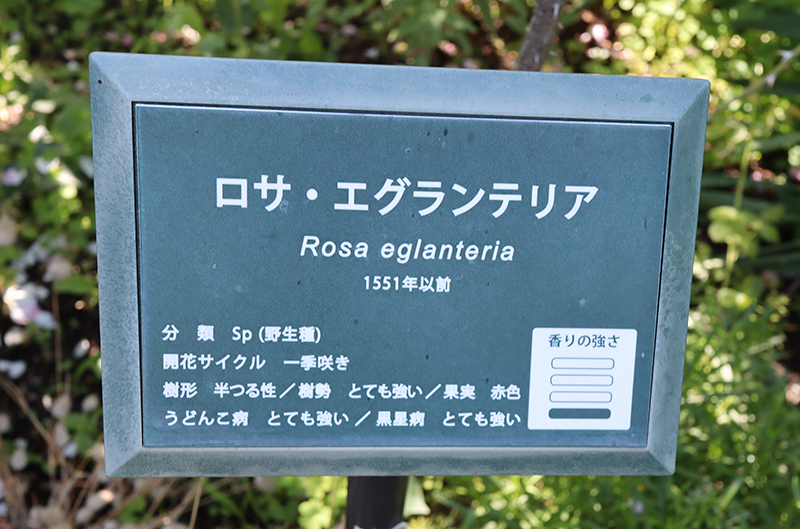 ロサ・エグランテリア
Rosa eglanteria
1551年以前
分　類　Sp (野生種)
開花サイクル　一季咲き
樹形　半つる性／樹勢　とても強い／果実　赤色
うどんこ病　とても強い／黒星病　とても強い
香りの強さ